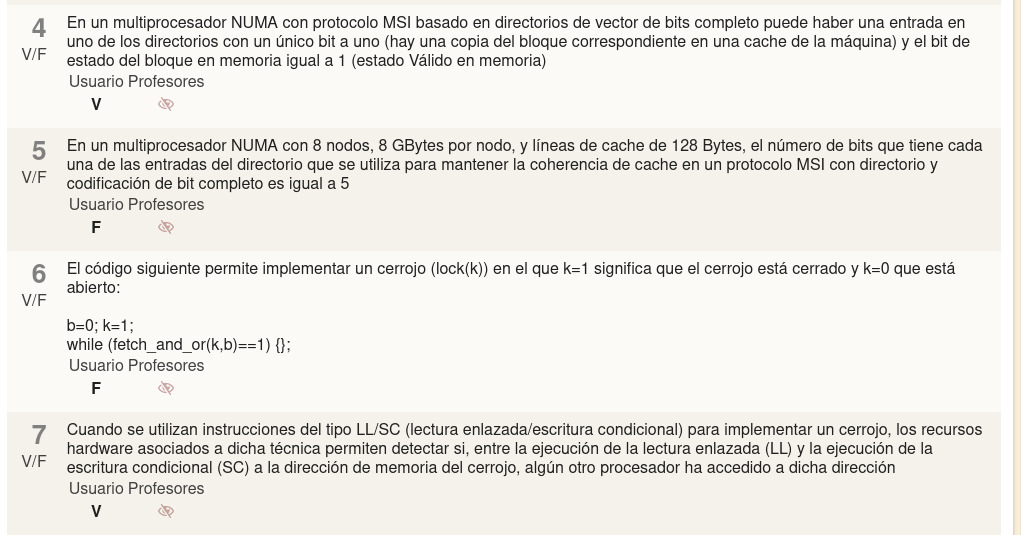 4
V/F
En un multiprocesador NUMA con protocolo MSI basado en directorios de vector de bits completo puede haber una entrada en
uno de los directorios con un único bit a uno (hay una copia del bloque correspondiente en una cache de la máquina) y el bit de
estado del bloque en memoria igual a 1 (estado Válido en memoria)
Usuario Profesores
V
5
V/F
En un multiprocesador NUMA con 8 nodos, 8 GBytes por nodo, y líneas de cache de 128 Bytes, el número de bits que tiene cada
una de las entradas del directorio que se utiliza para mantener la coherencia de cache en un protocolo MSI con directorio y
codificación de bit completo es igual a 5
Usuario Profesores
F
6
V/F
El código siguiente permite implementar un cerrojo (lock(k)) en el que k=1 significa que el cerrojo está cerrado y k=0 que está
abierto:
b=0; k=1;
while (fetch_and_or(k,b)==1) {};
Usuario Profesores
F
7
V/F
Cuando se utilizan instrucciones del tipo LL/SC (lectura enlazada/escritura condicional) para implementar un cerrojo, los recursos
hardware asociados a dicha técnica permiten detectar si, entre la ejecución de la lectura enlazada (LL) y la ejecución de la
escritura condicional (SC) a la dirección de memoria del cerrojo, algún otro procesador ha accedido a dicha dirección
Usuario Profesores
V